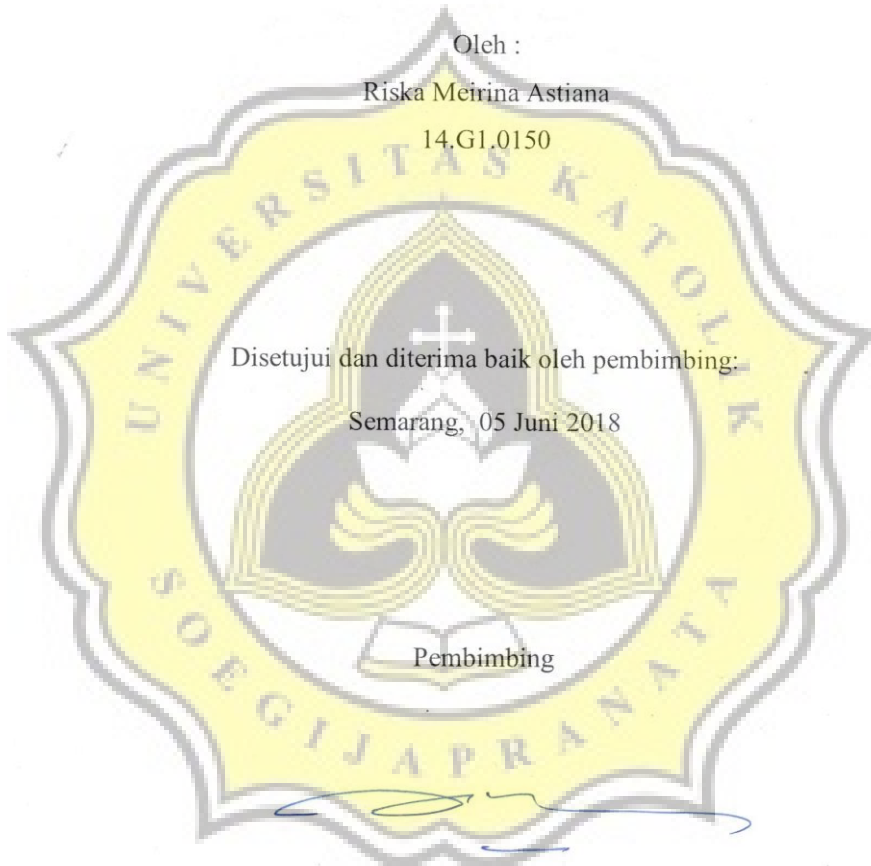 Oleh :
Riska Meirina Astiana
14.G1.0150
UNIVERSITAS KATOLIK
Disetujui dan diterima baik oleh pembimbing:
Semarang, 05 Juni 2018
SOEGIJAPRANATA
Pembimbing